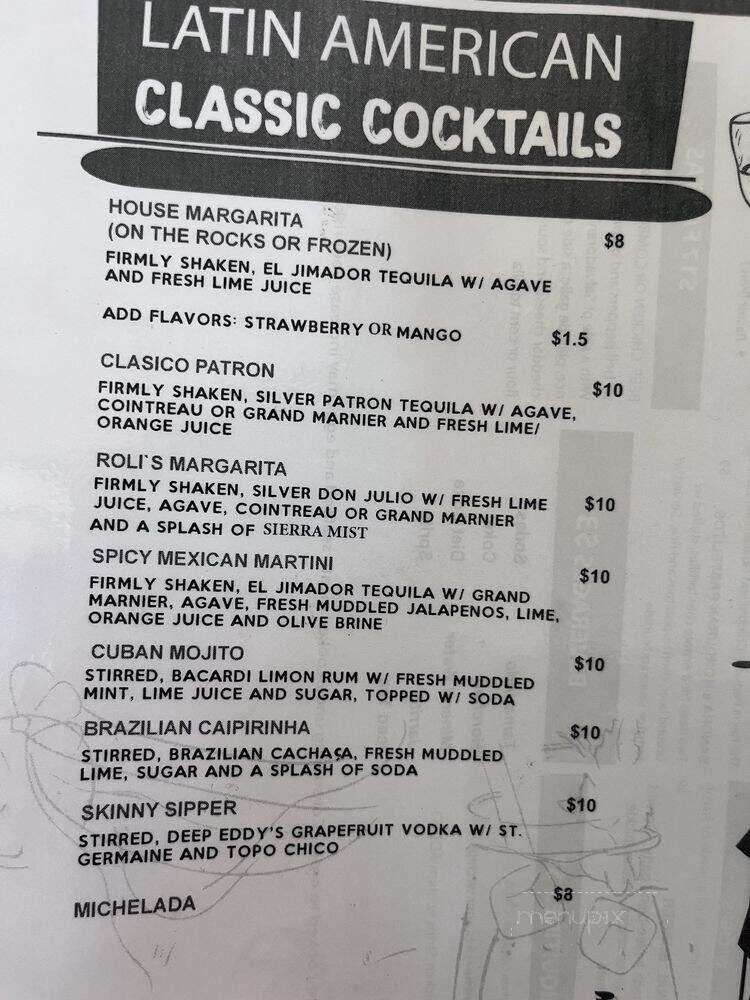 LATIN AMERICAN
CLASSIC COCKTAILS
HOUSE MARGARITA
(ON THE ROCKS OR FROZEN) $8
FIRMLY SHAKEN, EL JIMADOR TEQUILA W/ AGAVE
AND FRESH LIME JUICE
ADD FLAVORS: STRAWBERRY OR MANGO $1.5
CLASICO PATRON $10
FIRMLY SHAKEN, SILVER PATRON TEQUILA W/ AGAVE,
COINTREAU OR GRAND MARNIER AND FRESH LIME/
ORANGE JUICE
ROLI`S MARGARITA
FIRMLY SHAKEN, SILVER DON JULIO W/ FRESH LIME $10
JUICE, AGAVE, COINTREAU OR GRAND MARNIER
AND A SPLASH OF SIERRA MIST
SPICY MEXICAN MARTINI $10
FIRMLY SHAKEN, EL JIMADOR TEQUILA W/ GRAND
MARNIER, AGAVE, FRESH MUDDLED JALAPENOS, LIME,
ORANGE JUICE AND OLIVE BRINE
CUBAN MOJITO $10
STIRRED, BACARDI LIMON RUM W/ FRESH MUDDLED
MINT, LIME JUICE AND SUGAR, TOPPED W/ SODA
BRAZILIAN CAIPIRINHA $10
STIRRED, BRAZILIAN CACHAÇA, FRESH MUDDLED
LIME, SUGAR AND A SPLASH OF SODA
SKINNY SIPPER $10
STIRRED, DEEP EDDY'S GRAPEFRUIT VODKA W/ ST.
GERMAINE AND TOPO CHICO
MICHELADA $8
menupix